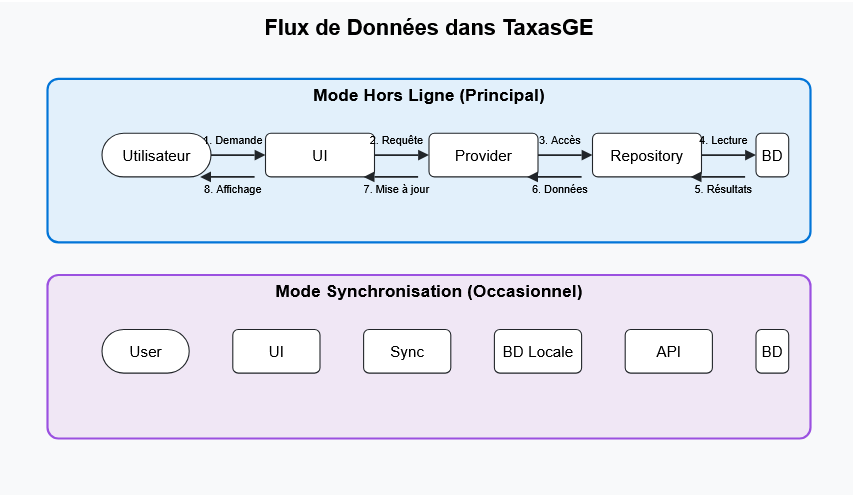 Flux de Données dans TaxasGE
Mode Hors Ligne (Principal)
1. Demande
2. Requête
3. Accès
4. Lecture
Utilisateur
UI
Provider
Repository
BD
8. Affichage
7. Mise à jour
6. Données
5. Résultats
Mode Synchronisation (Occasionnel)
User
UI
Sync
BD Locale
API
BD